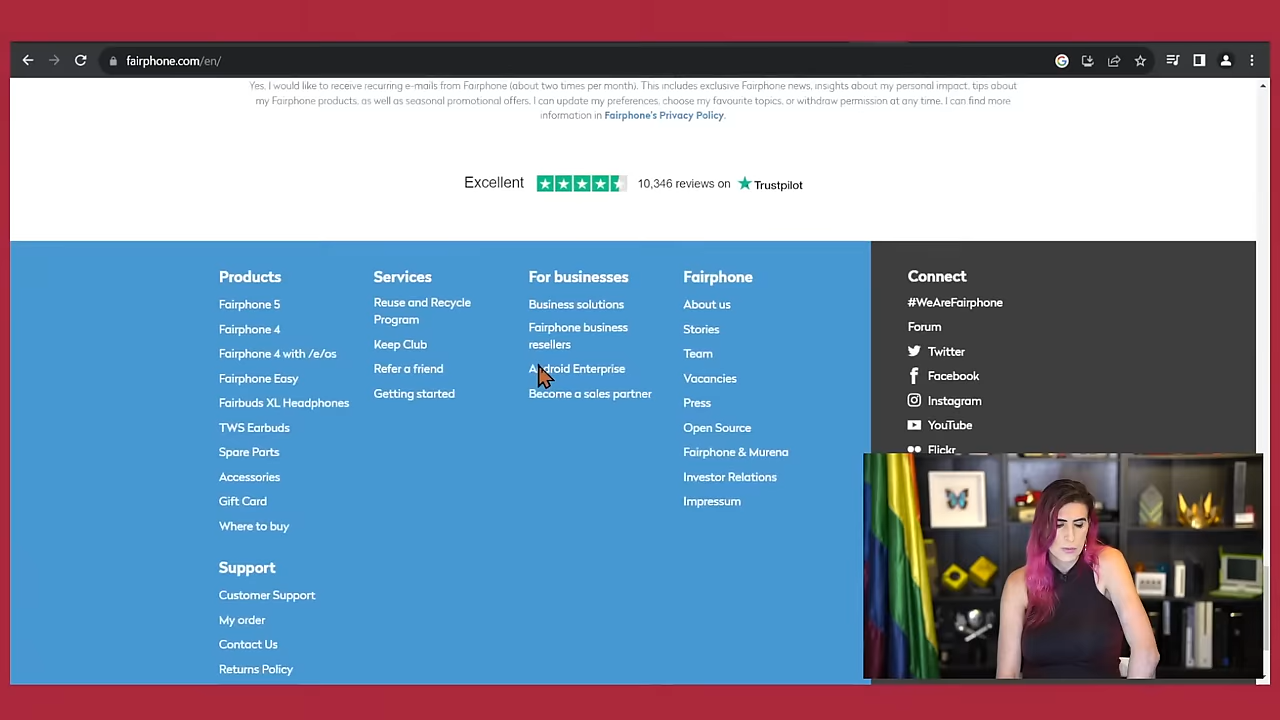 fairphone.com/en/
Yes, I would like to receive recurring e-mails from Fairphone (about two times per month). This includes exclusive Fairphone news, insights about my personal impact, tips about
my Fairphone products, as well as seasonal promotional offers. I can update my preferences, choose my favourite topics, or withdraw permission at any time. I can find more
information in Fairphone's Privacy Policy.
Excellent
10,346 reviews on
Trustpilot
Products
Fairphone 5
Fairphone 4
Fairphone 4 with /e/os
Fairphone Easy
Fairbuds XL Headphones
TWS Earbuds
Spare Parts
Accessories
Gift Card
Where to buy
Support
Customer Support
My order
Contact Us
Returns Policy
Services
Reuse and Recycle
Program
Keep Club
Refer a friend
Getting started
For businesses
Business solutions
Fairphone business
resellers
Android Enterprise
Become a sales partner
Fairphone
About us
Stories
Team
Vacancies
Press
Open Source
Fairphone & Murena
Investor Relations
Impressum
Connect
#WeAreFairphone
Forum
Twitter
Facebook
Instagram
YouTube
Flickr